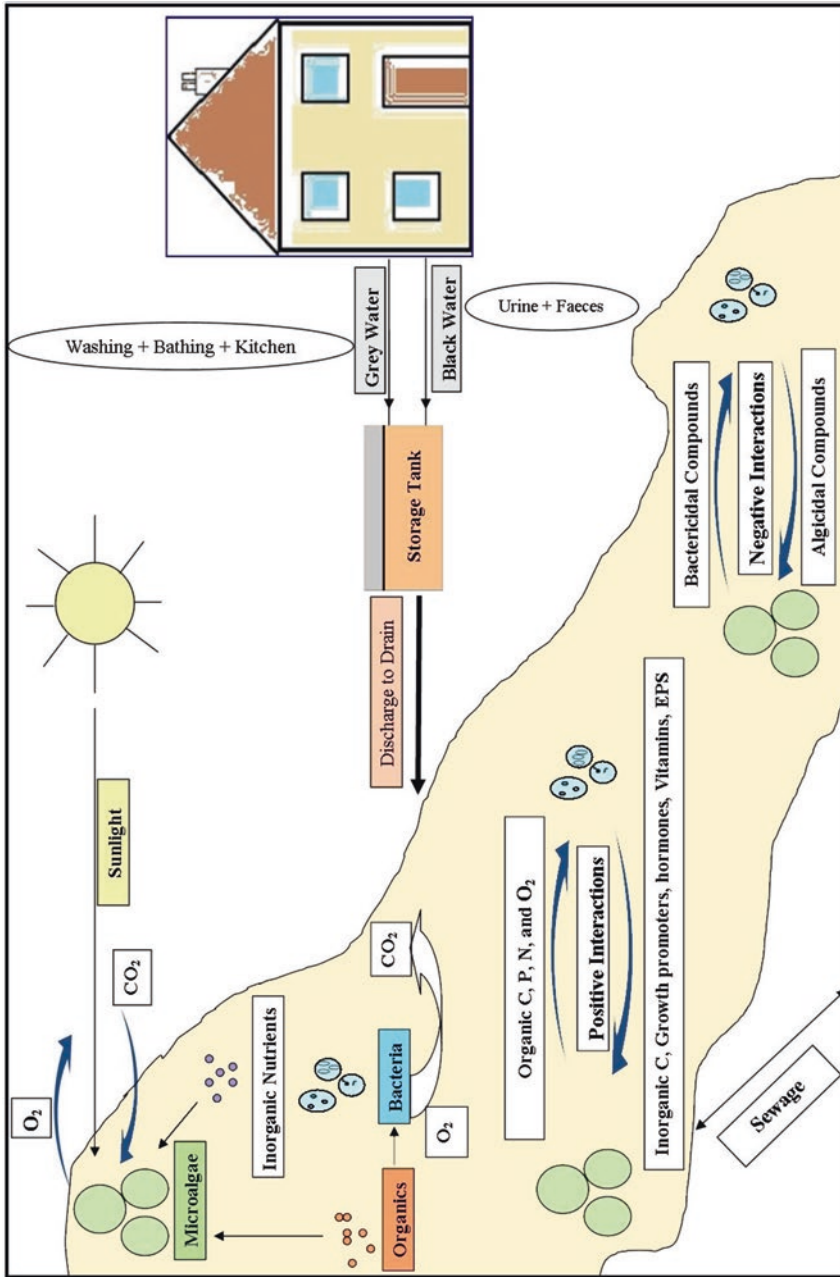 O₂
Sunlight
CO₂
Microalgae
Inorganic Nutrients
Organics
Bacteria
CO₂
O₂
Washing + Bathing + Kitchen
Grey Water
Black Water
Urine + Faeces
Storage Tank
Discharge to Drain
Organic C, P, N, and O₂
Positive Interactions
Inorganic C, Growth promoters, hormones, Vitamins, EPS
Bactericidal Compounds
Negative Interactions
Algicidal Compounds
Sewage